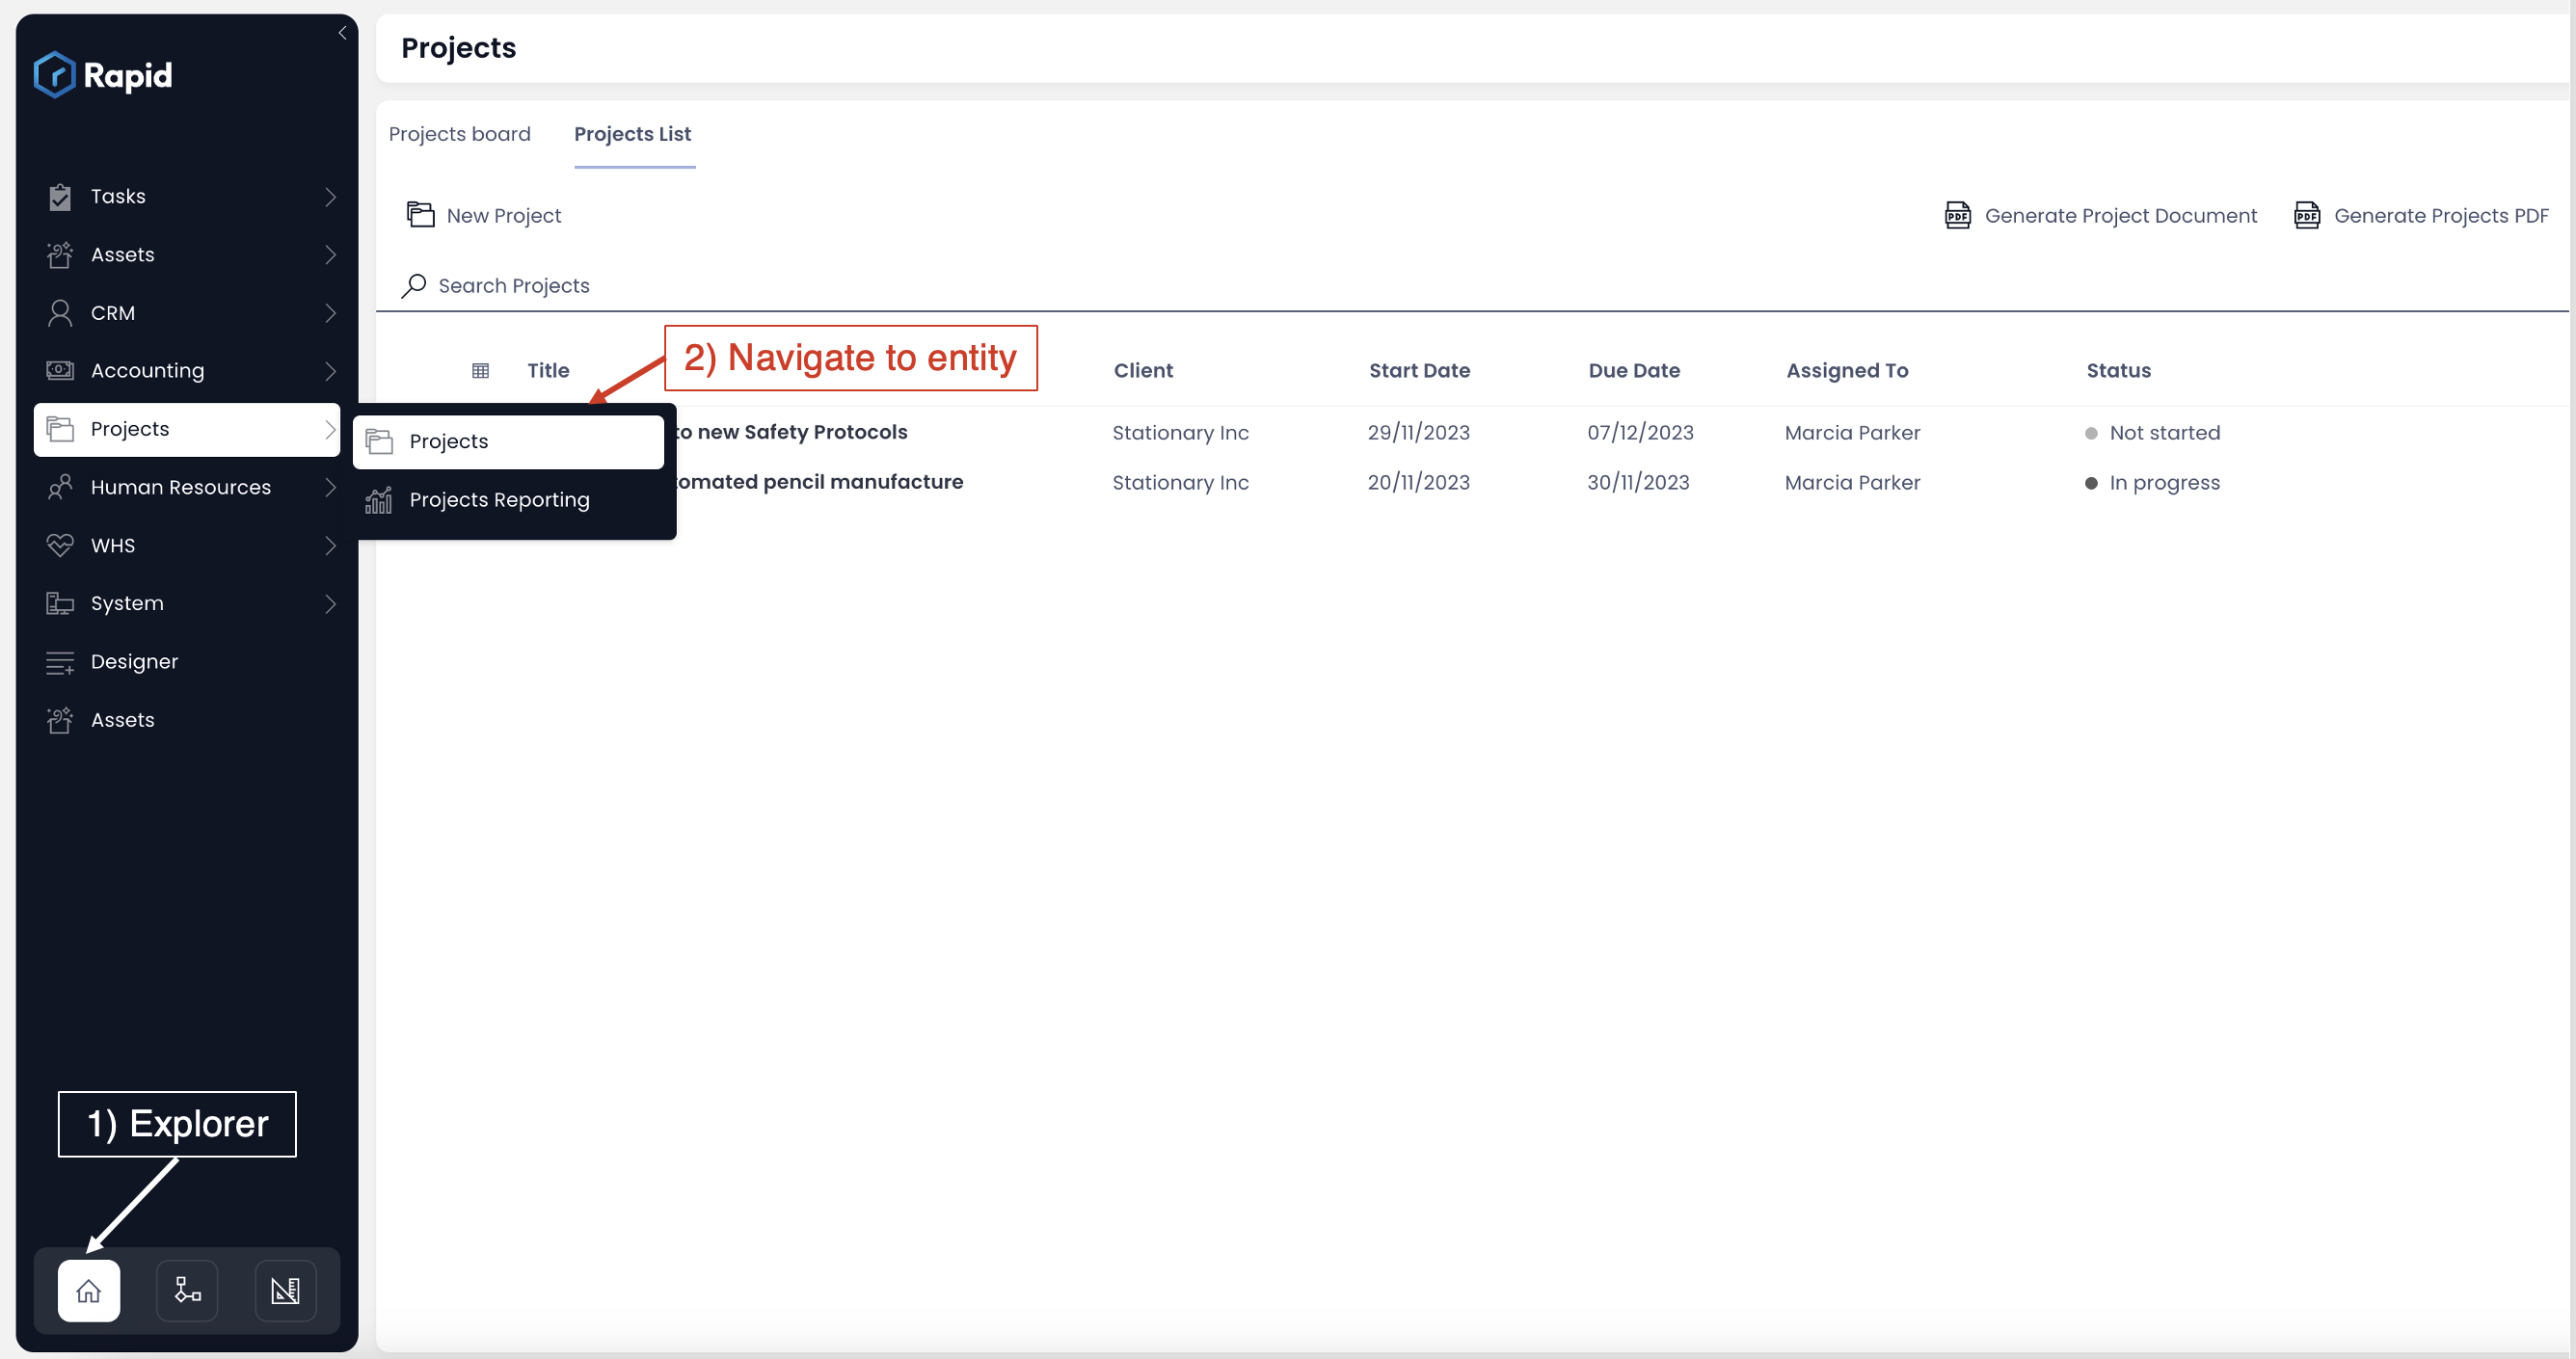 Rapid
Tasks
Assets
CRM
Accounting
Projects
Human Resources
WHS
System
Designer
Assets
1) Explorer
Projects
Projects board Projects List
New Project Generate Project Document Generate Projects PDF
Search Projects
2) Navigate to entity
Title Client Start Date Due Date Assigned To Status
to new Safety Protocols Stationary Inc 29/11/2023 07/12/2023 Marcia Parker Not started
tomated pencil manufacture Stationary Inc 20/11/2023 30/11/2023 Marcia Parker In progress
Projects
Projects Reporting